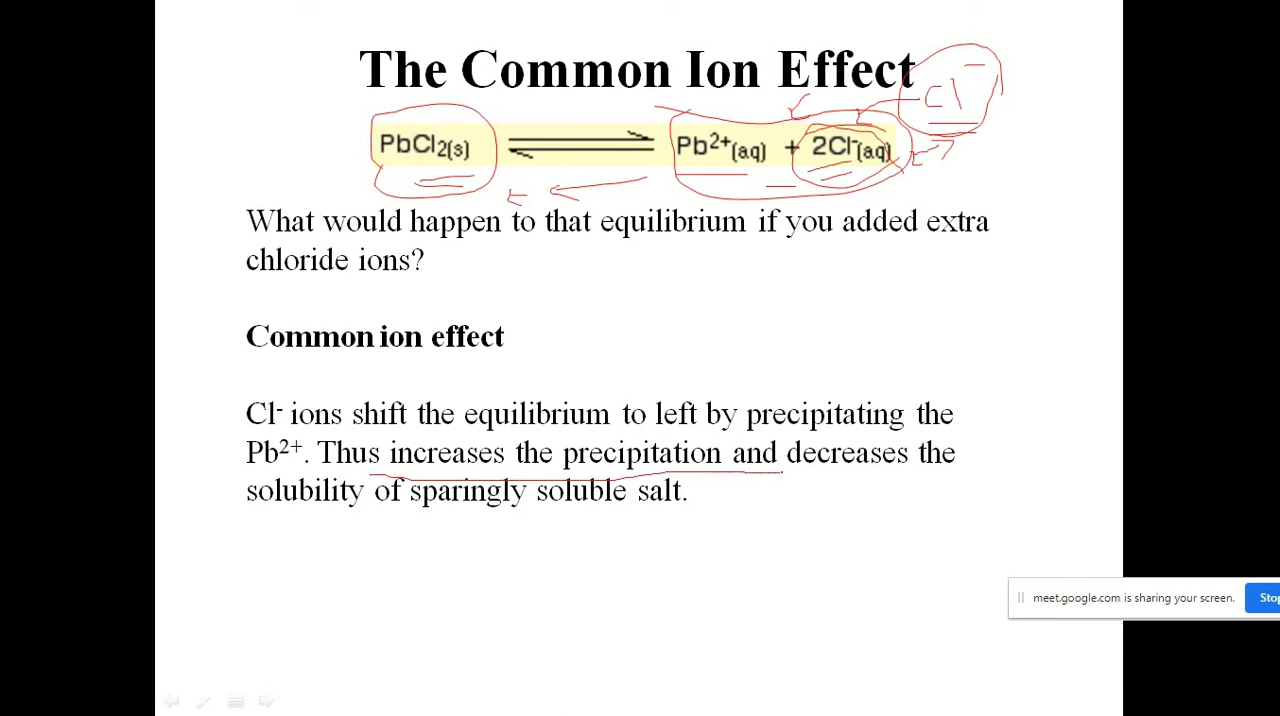 The Common Ion Effect
Cl⁻
PbCl₂(s) ⇌ Pb²⁺(aq) + 2Cl⁻(aq)
What would happen to that equilibrium if you added extra
chloride ions?
Common ion effect
Cl⁻ ions shift the equilibrium to left by precipitating the
Pb²⁺. Thus increases the precipitation and decreases the
solubility of sparingly soluble salt.
meet.google.com is sharing your screen.
Stop